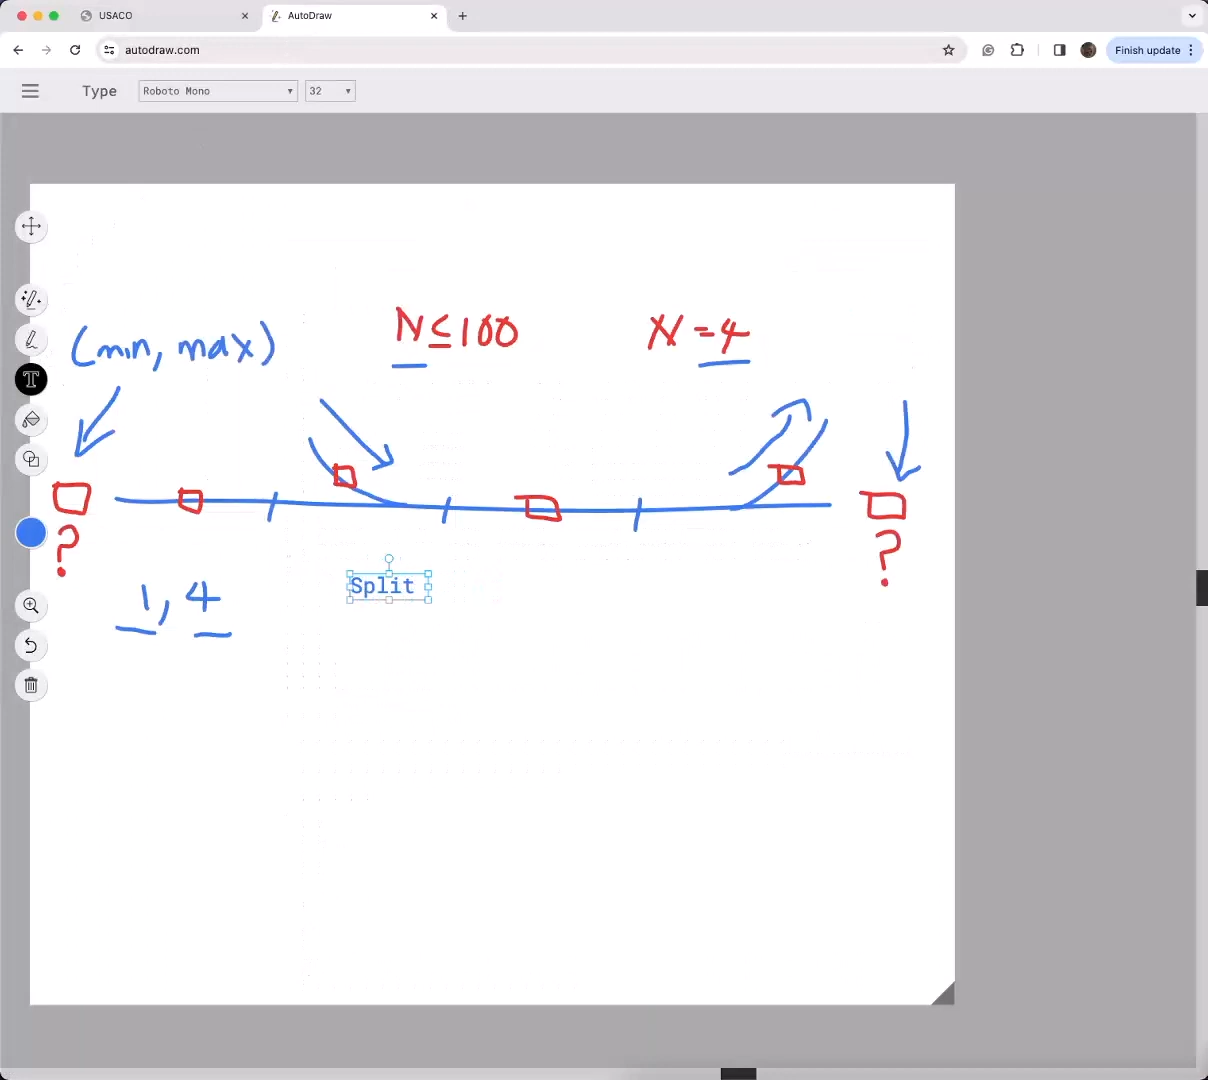 USACO
AutoDraw
autodraw.com
Finish update
Type
Roboto Mono
32
(min, max)
N ≤ 100
N = 4
?
?
1, 4
Split